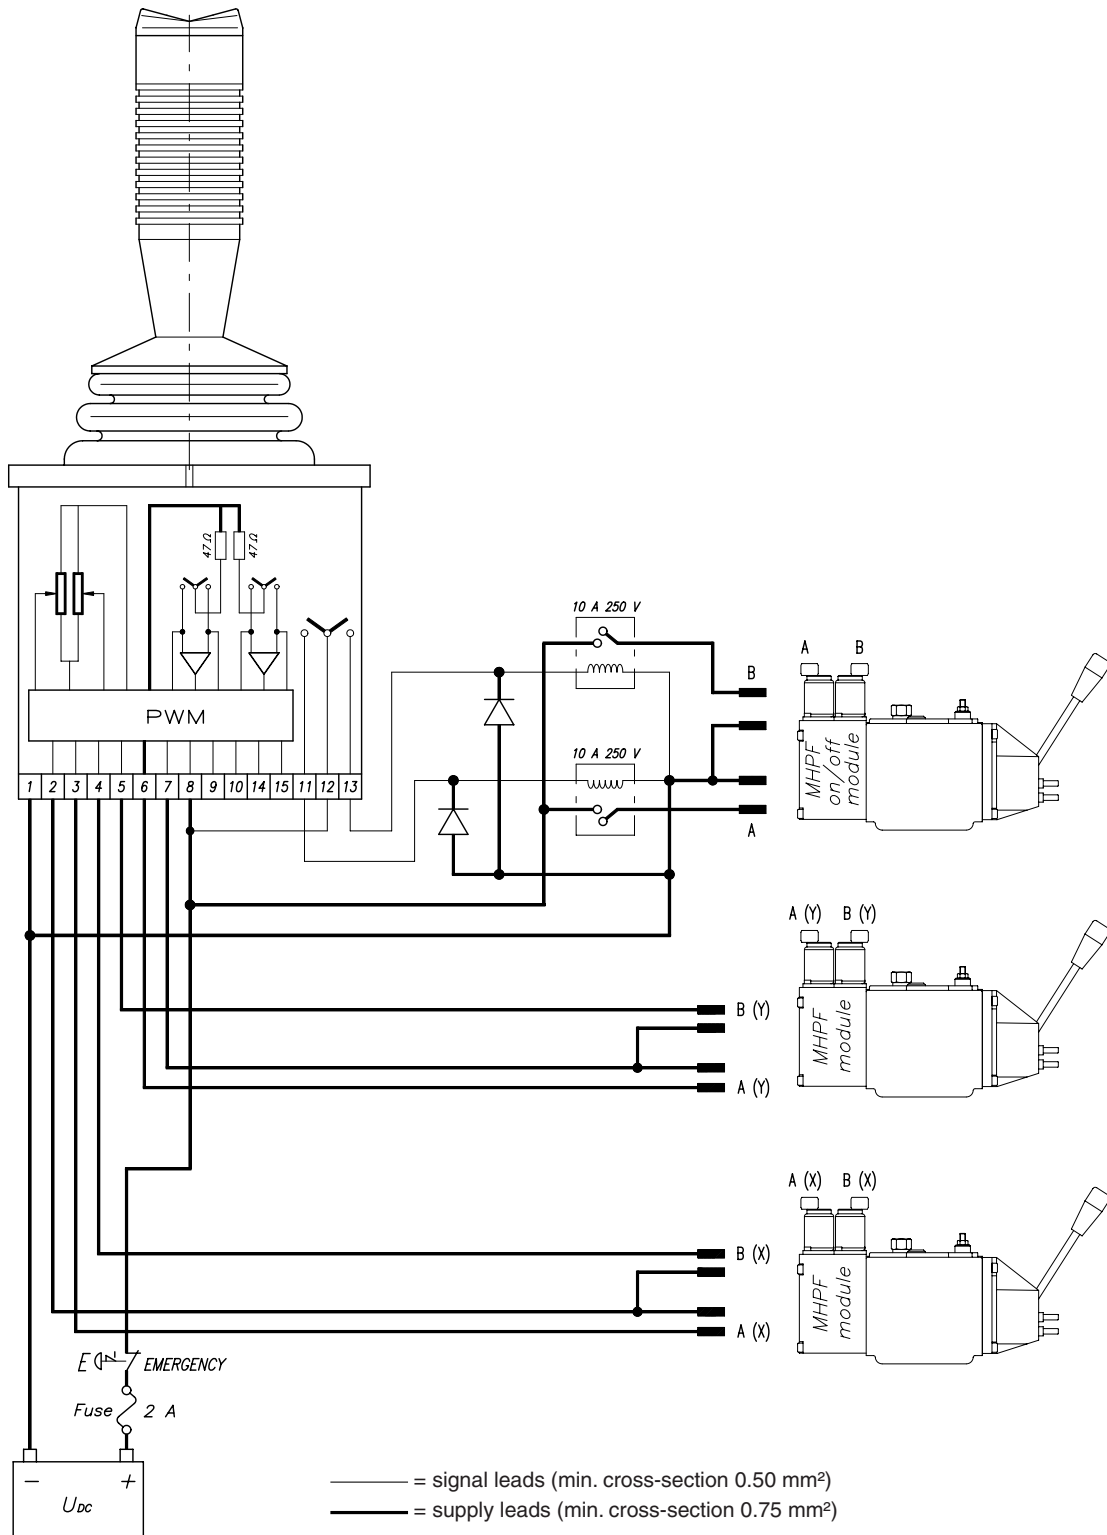 47Ω 47Ω
PWM
1 2 3 4 5 6 7 8 9 10 14 15 11 12 13
10 A 250 V
B
10 A 250 V
A
A B
MHPF
on/off
module
A (Y) B (Y)
MHPF
module
B (Y)
A (Y)
A (X) B (X)
MHPF
module
B (X)
A (X)
E EMERGENCY
Fuse 2 A
− +
UDC
= signal leads (min. cross-section 0.50 mm²)
= supply leads (min. cross-section 0.75 mm²)